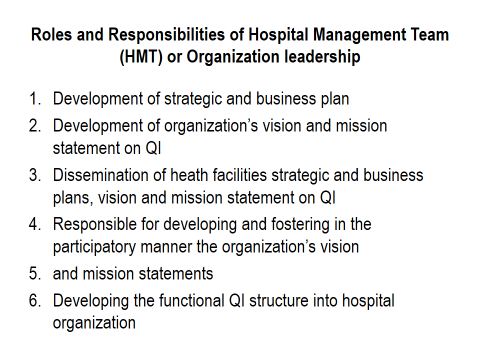 Roles and Responsibilities of Hospital Management Team
(HMT) or Organization leadership
1. Development of strategic and business plan
2. Development of organization's vision and mission
statement on QI
3. Dissemination of heath facilities strategic and business
plans, vision and mission statement on QI
4. Responsible for developing and fostering in the
participatory manner the organization's vision
5. and mission statements
6. Developing the functional QI structure into hospital
organization